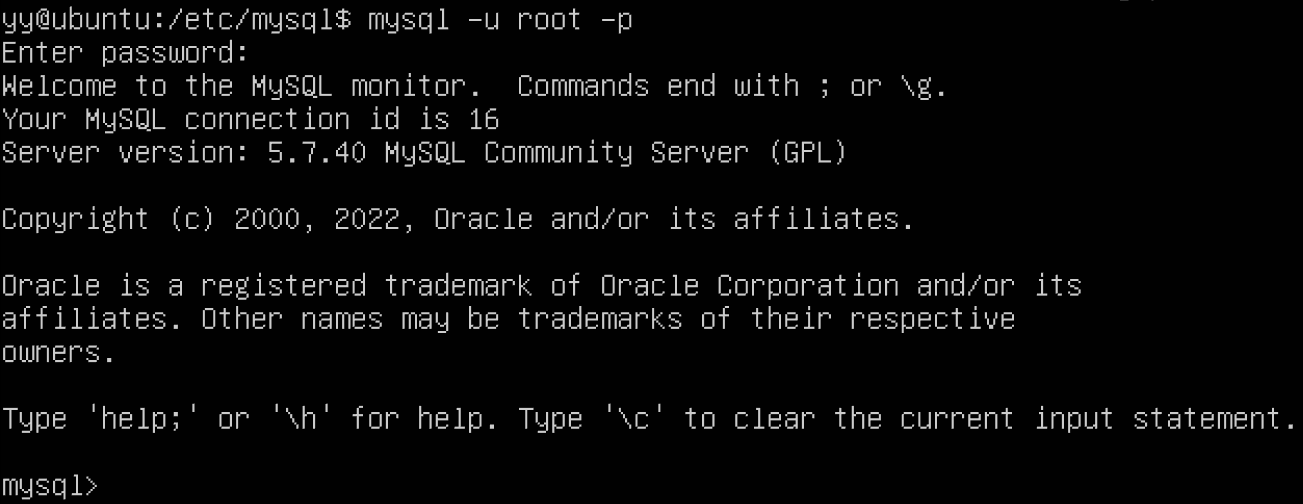 yy@ubuntu:/etc/mysql$ mysql -u root -p
Enter password:
Welcome to the MySQL monitor.  Commands end with ; or \g.
Your MySQL connection id is 16
Server version: 5.7.40 MySQL Community Server (GPL)
Copyright (c) 2000, 2022, Oracle and/or its affiliates.
Oracle is a registered trademark of Oracle Corporation and/or its
affiliates. Other names may be trademarks of their respective
owners.
Type 'help;' or '\h' for help. Type '\c' to clear the current input statement.
mysql>